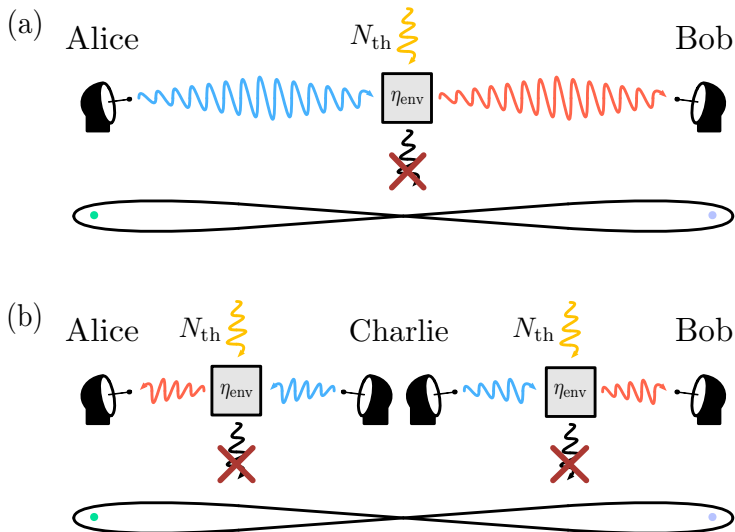 (a)
Alice N_th Bob
η_env
(b)
Alice N_th Charlie N_th Bob
η_env η_env